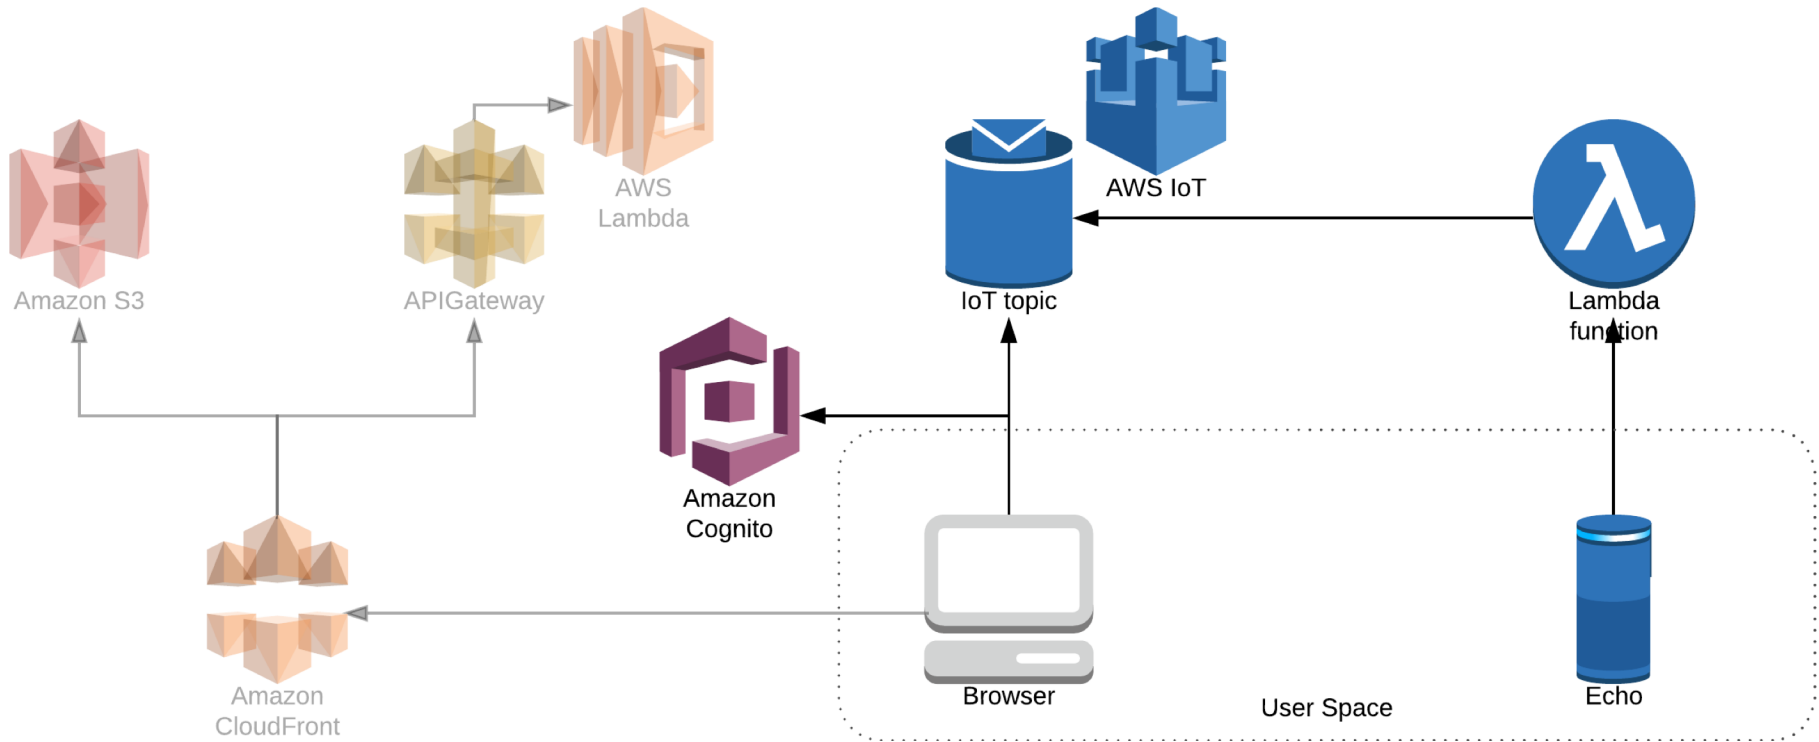 AWS
Lambda
AWS IoT
Amazon S3
APIGateway
IoT topic
Lambda
function
Amazon
Cognito
Amazon
CloudFront
Browser
User Space
Echo